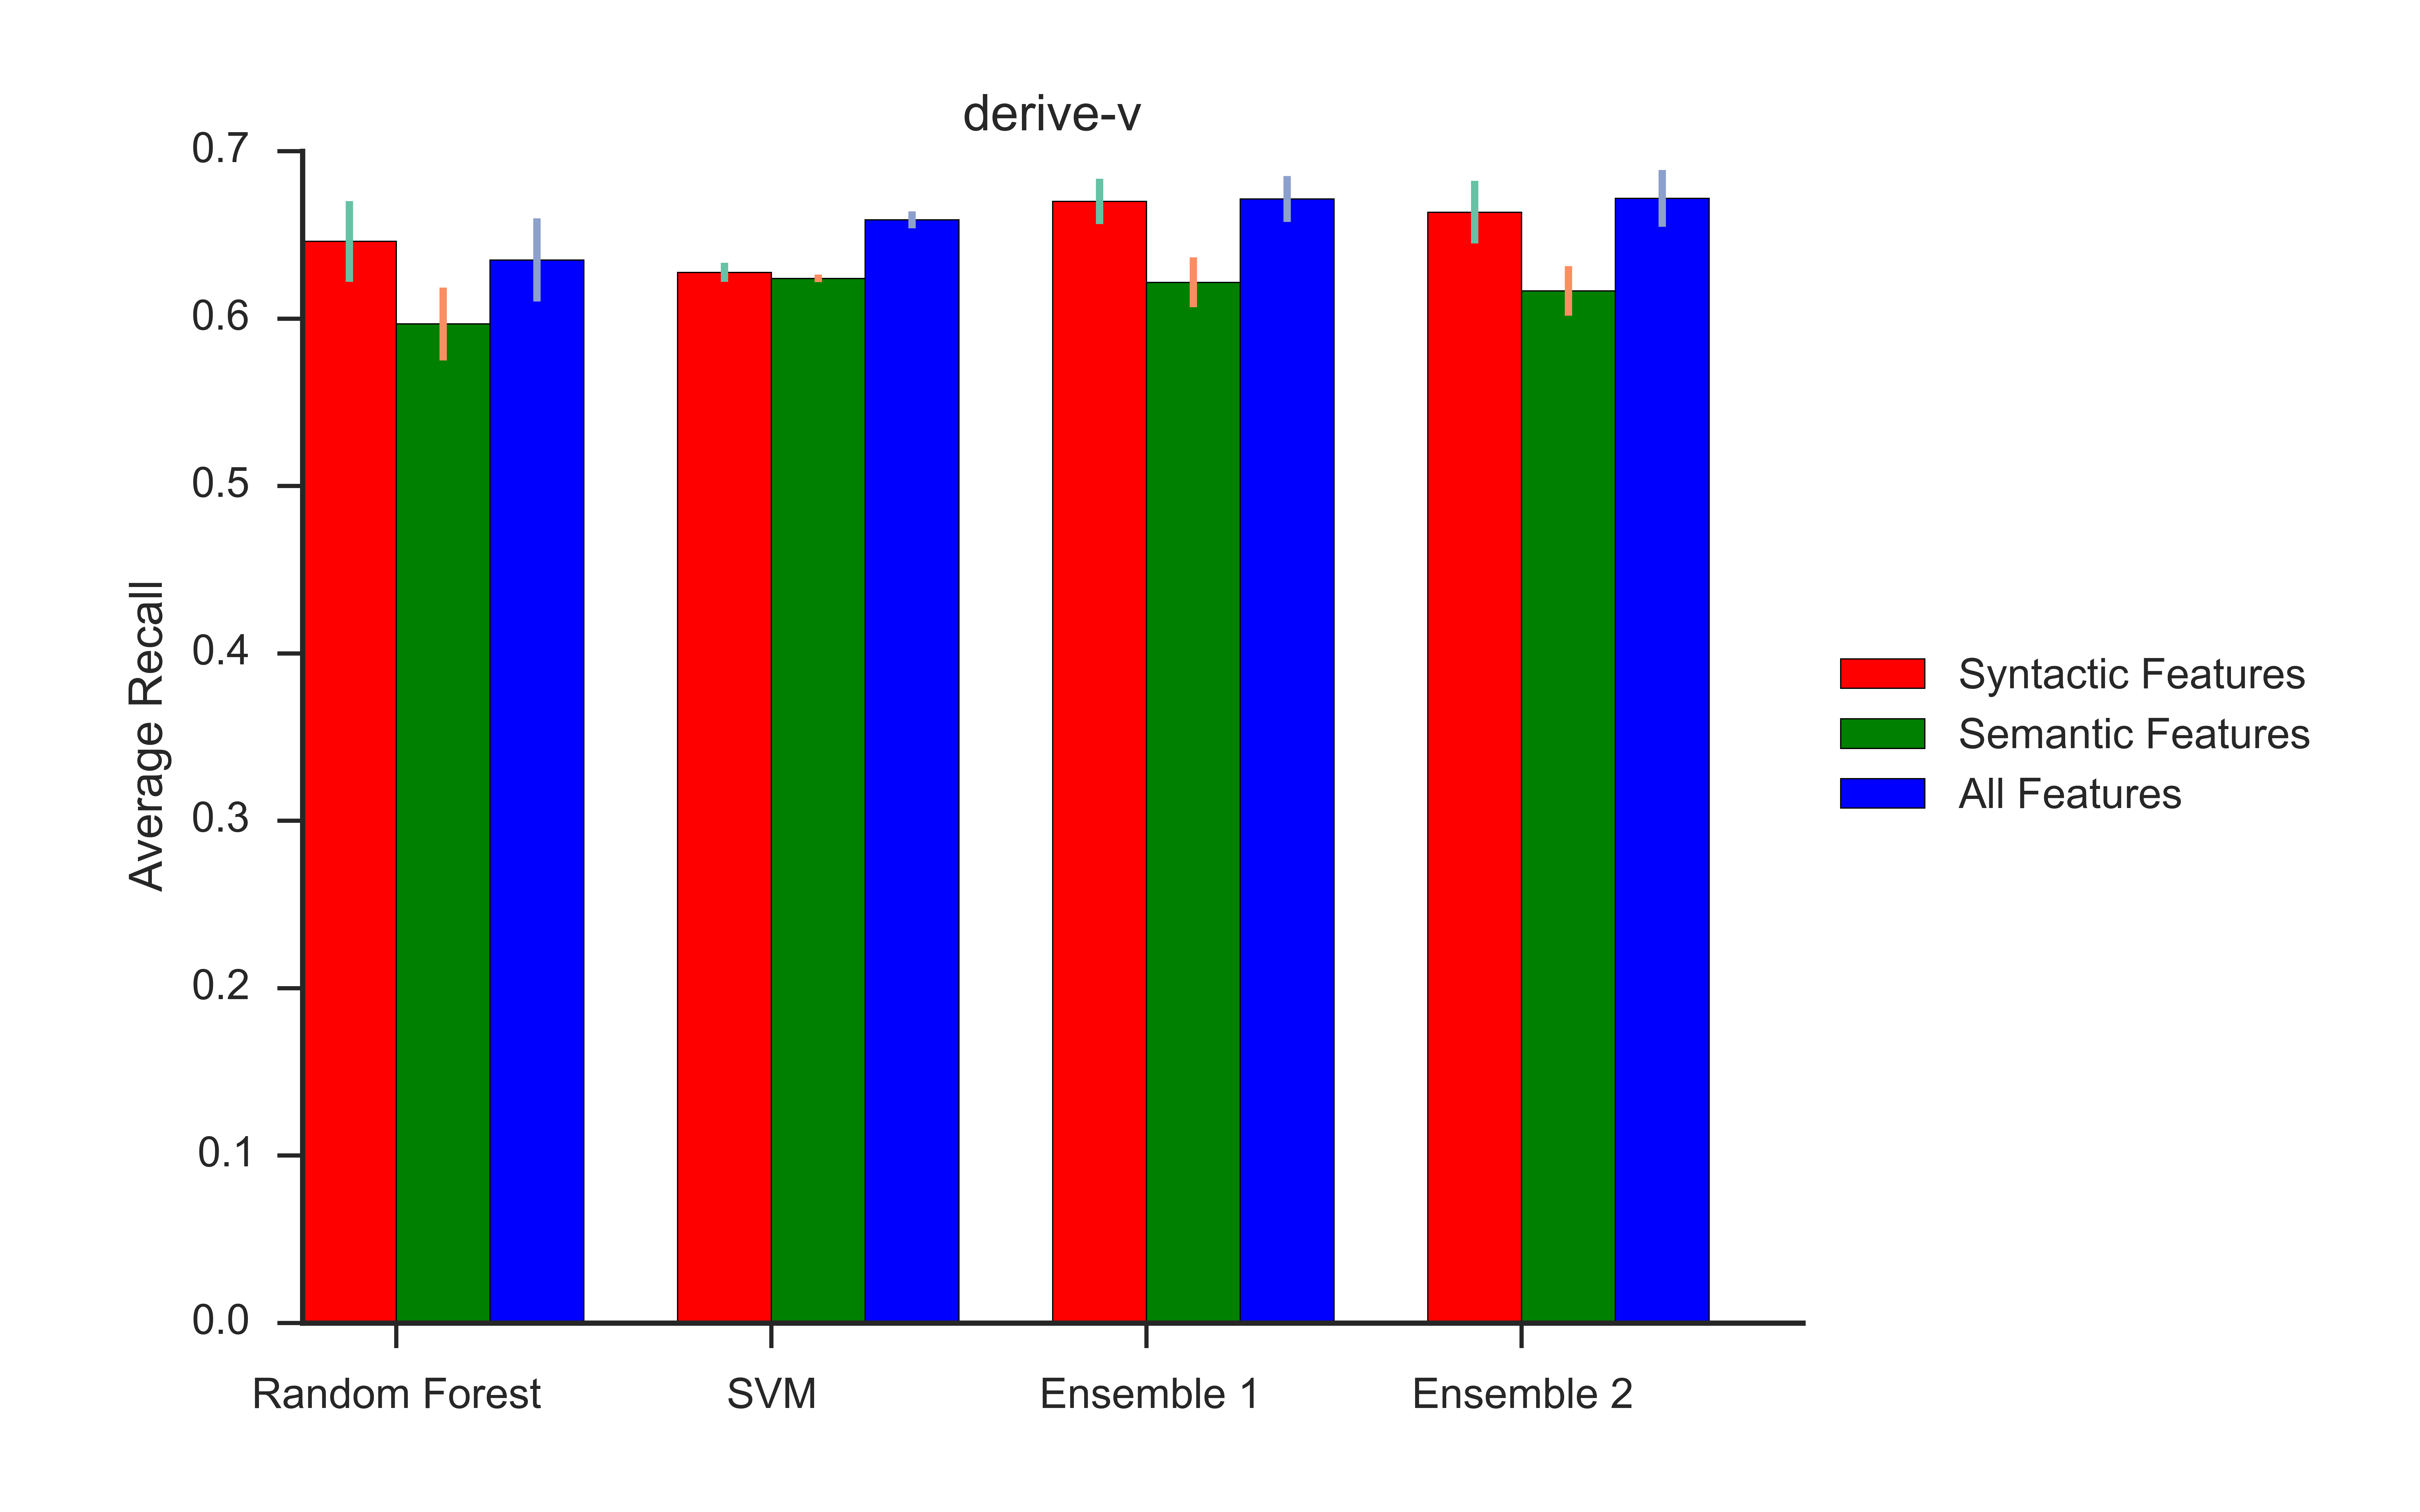 derive-v
0.7
0.6
0.5
0.4
0.3
0.2
0.1
0.0
Average Recall
Random Forest
SVM
Ensemble 1
Ensemble 2
Syntactic Features
Semantic Features
All Features